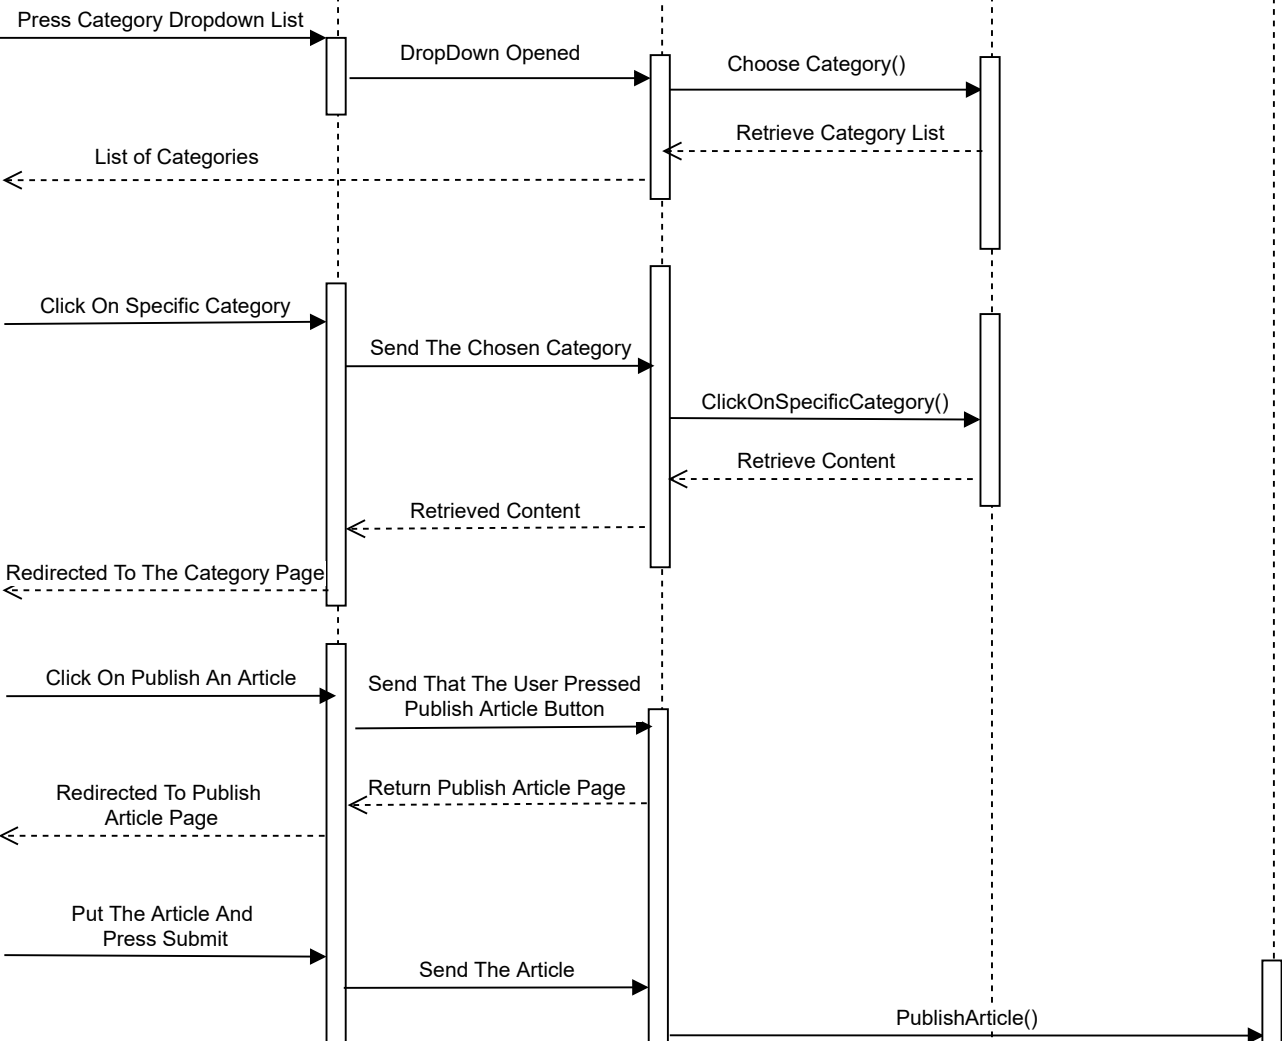 Press Category Dropdown List
DropDown Opened
Choose Category()
Retrieve Category List
List of Categories
Click On Specific Category
Send The Chosen Category
ClickOnSpecificCategory()
Retrieve Content
Retrieved Content
Redirected To The Category Page
Click On Publish An Article
Send That The User Pressed
Publish Article Button
Return Publish Article Page
Redirected To Publish
Article Page
Put The Article And
Press Submit
Send The Article
PublishArticle()